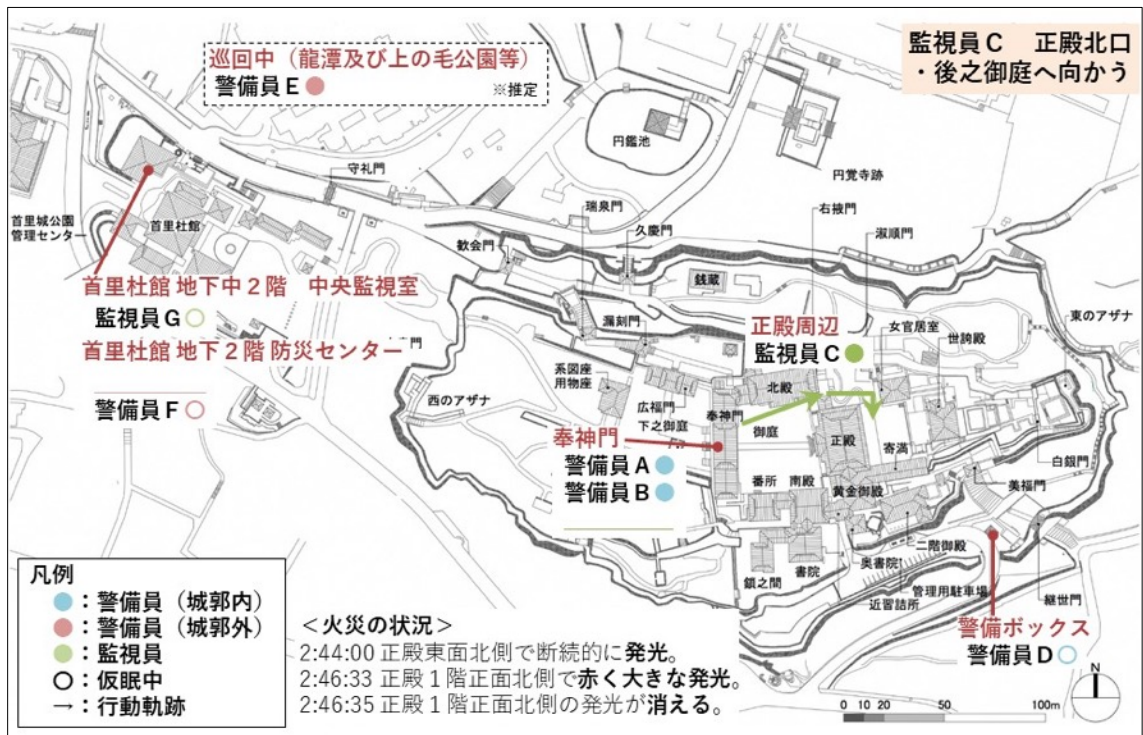 巡回中（龍潭及び上の毛公園等）
警備員E
※推定
監視員C 正殿北口
・後之御庭へ向かう
円鑑池
円覚寺跡
守礼門
首里城公園
管理センター
首里杜館
瑞泉門
久慶門
右掖門
淑順門
歓会門
銭蔵
首里杜館 地下中２階 中央監視室
監視員G
首里杜館 地下２階 防災センター
警備員F
漏刻門
正殿周辺
監視員C
女官居室
世誇殿
東のアザナ
系図座
用物座
西のアザナ
北殿
広福門
下之御庭
奉神門
御庭
正殿
寄満
白銀門
奉神門
警備員A
警備員B
番所
南殿
黄金御殿
美福門
二階御殿
鎖之間
書院
奥書院
管理用駐車場
近習詰所
継世門
警備ボックス
警備員D
凡例
：警備員（城郭内）
：警備員（城郭外）
：監視員
：仮眠中
→：行動軌跡
＜火災の状況＞
2:44:00 正殿東面北側で断続的に発光。
2:46:33 正殿１階正面北側で赤く大きな発光。
2:46:35 正殿１階正面北側の発光が消える。
N
0 10 20 50 100m